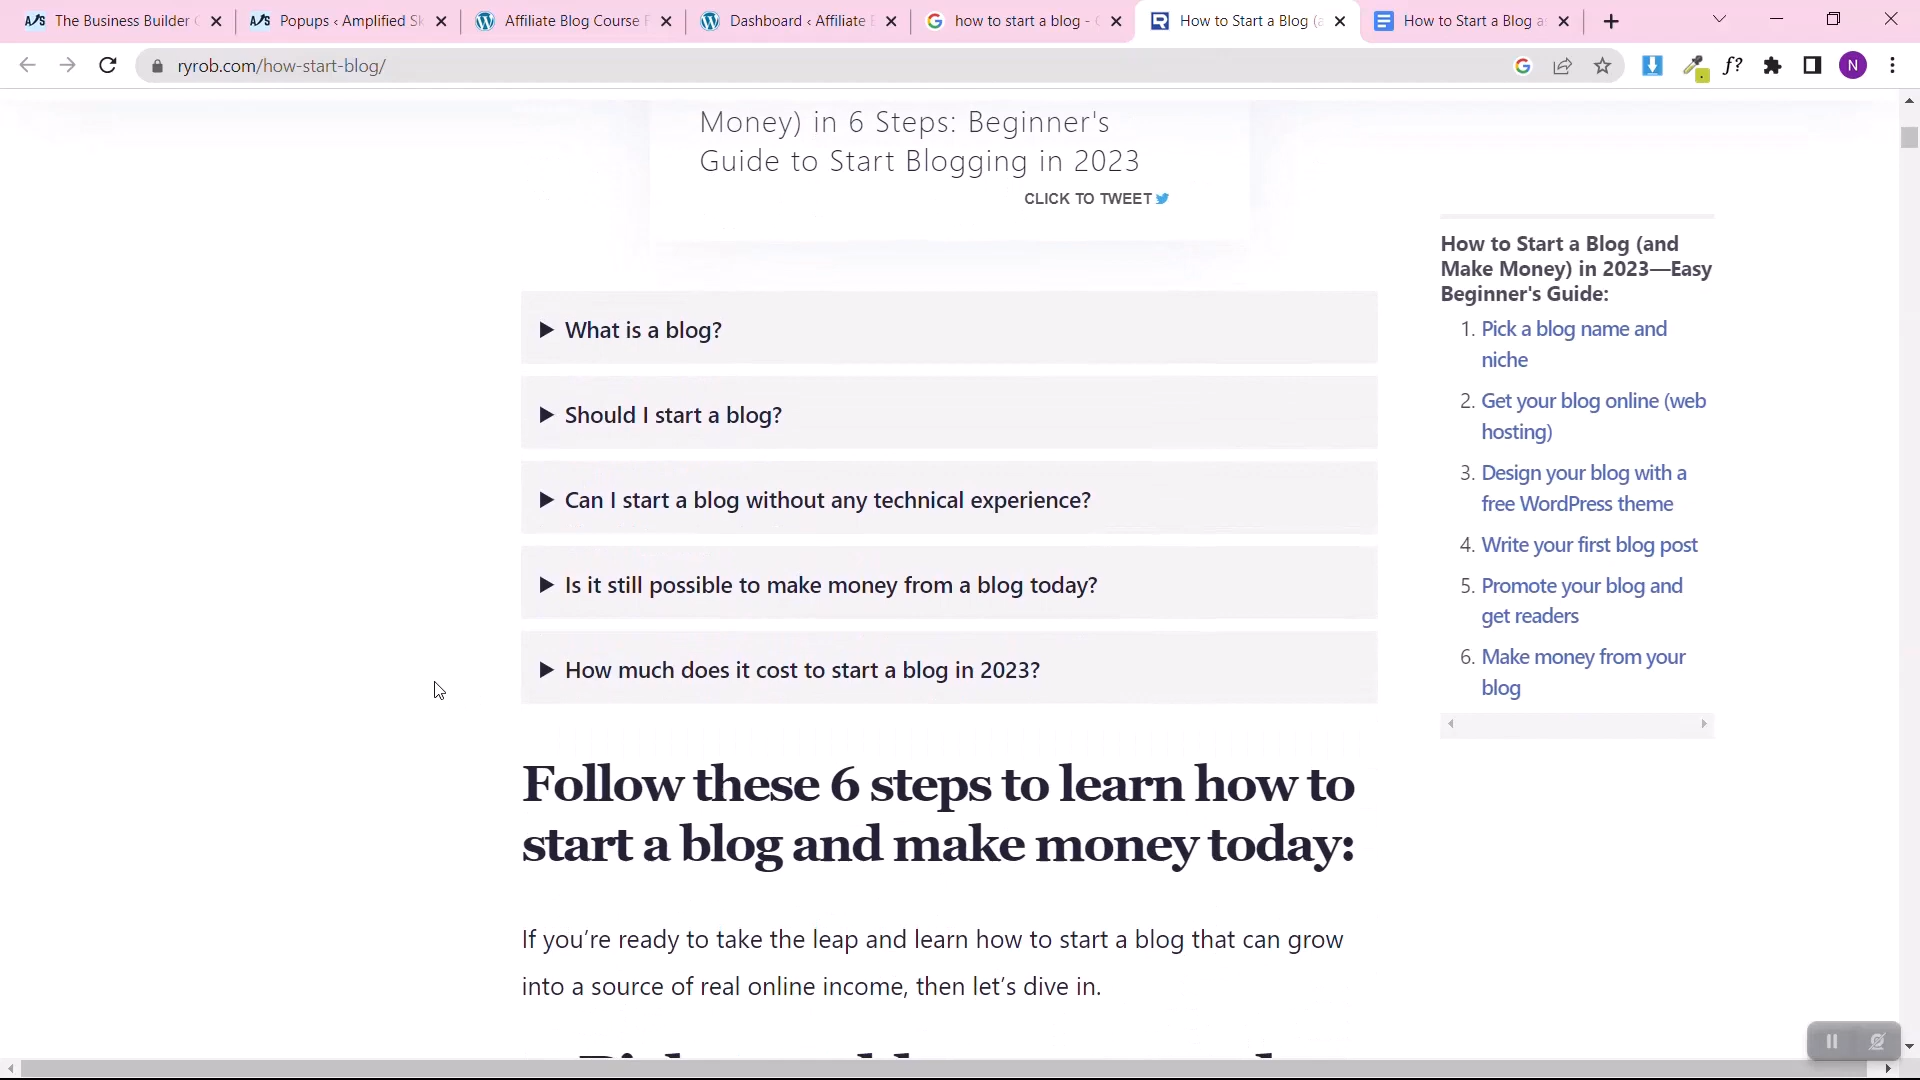 The Business Builder
Popups ‹ Amplified Sk
Affiliate Blog Course F
Dashboard ‹ Affiliate
how to start a blog -
How to Start a Blog (a
How to Start a Blog a
ryrob.com/how-start-blog/
f?
N
Money) in 6 Steps: Beginner's
Guide to Start Blogging in 2023
CLICK TO TWEET
What is a blog?
Should I start a blog?
Can I start a blog without any technical experience?
Is it still possible to make money from a blog today?
How much does it cost to start a blog in 2023?
Follow these 6 steps to learn how to
start a blog and make money today:
If you’re ready to take the leap and learn how to start a blog that can grow
into a source of real online income, then let’s dive in.
How to Start a Blog (and
Make Money) in 2023—Easy
Beginner's Guide:
1. Pick a blog name and
niche
2. Get your blog online (web
hosting)
3. Design your blog with a
free WordPress theme
4. Write your first blog post
5. Promote your blog and
get readers
6. Make money from your
blog